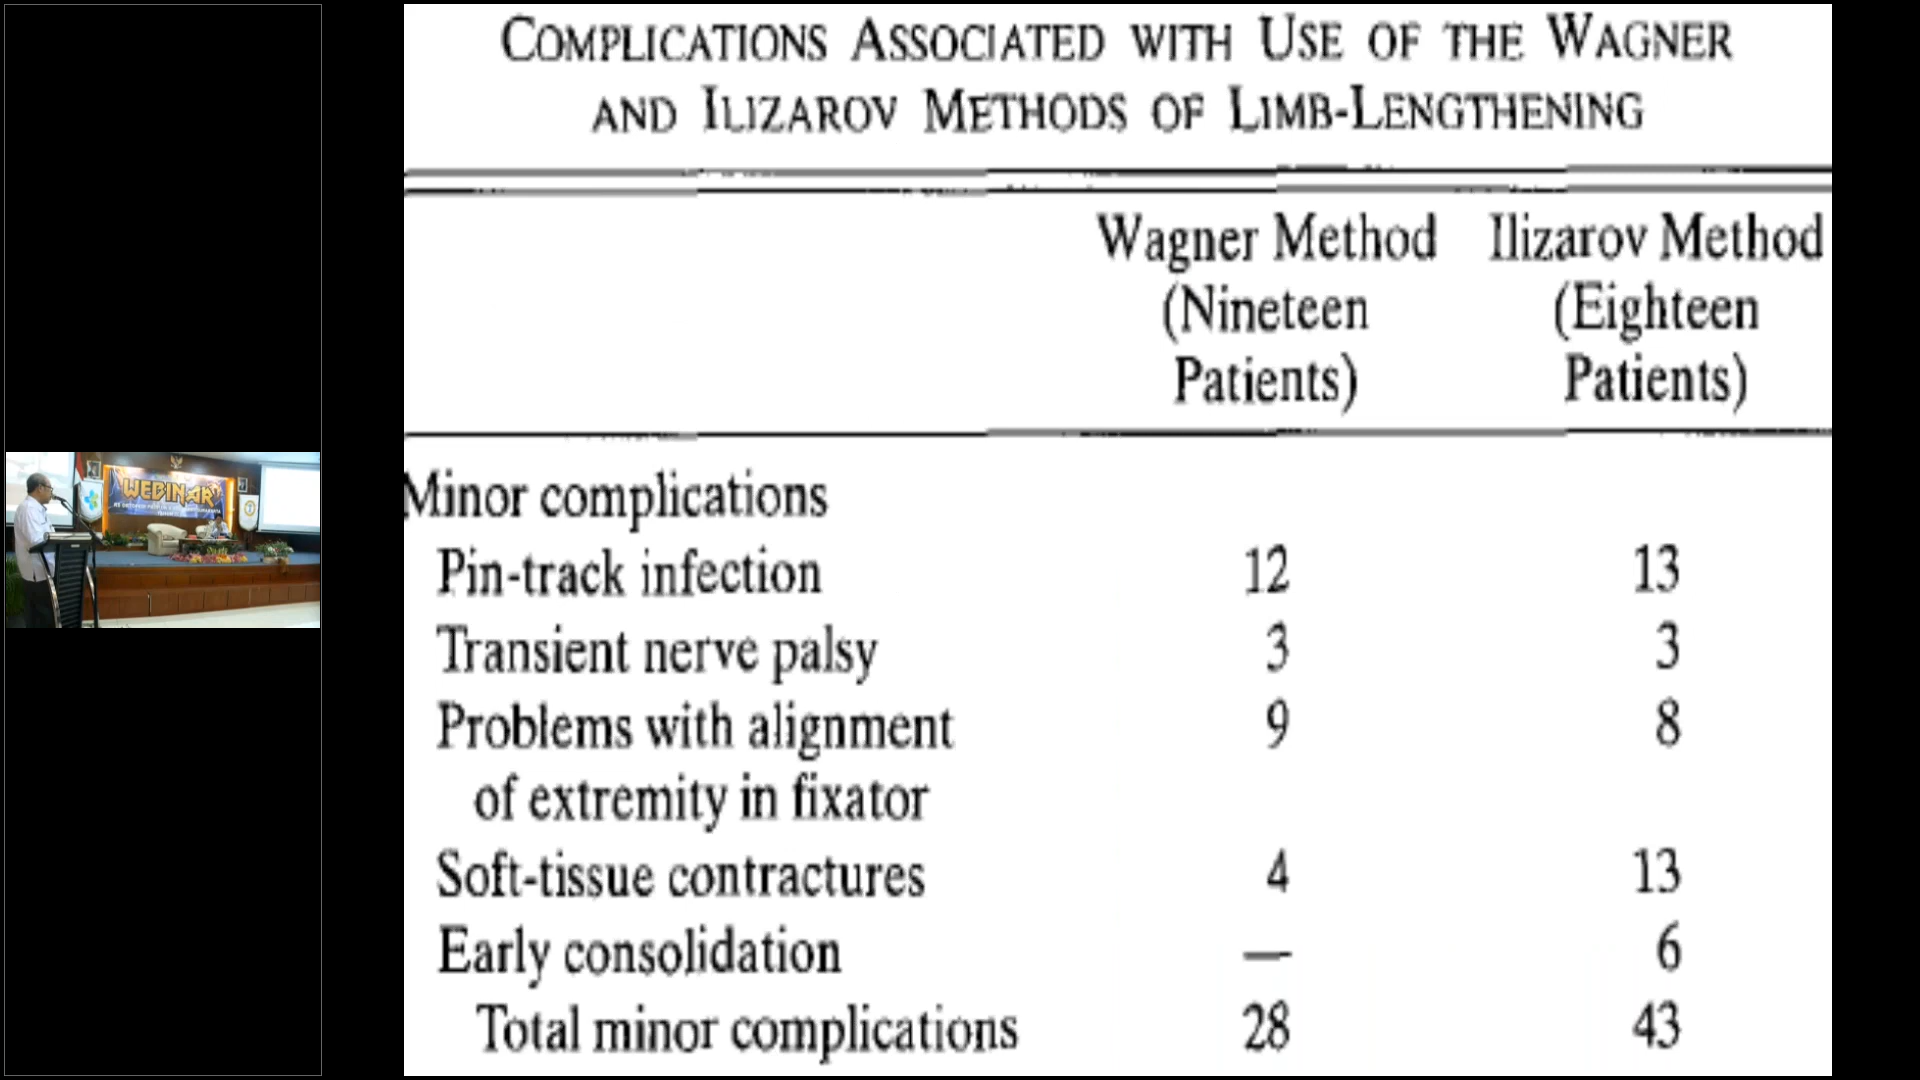 COMPLICATIONS ASSOCIATED WITH USE OF THE WAGNER
AND ILIZAROV METHODS OF LIMB-LENGTHENING
Wagner Method Ilizarov Method
(Nineteen (Eighteen
Patients) Patients)
Minor complications
Pin-track infection 12 13
Transient nerve palsy 3 3
Problems with alignment 9 8
of extremity in fixator
Soft-tissue contractures 4 13
Early consolidation — 6
Total minor complications 28 43
WEBINAR